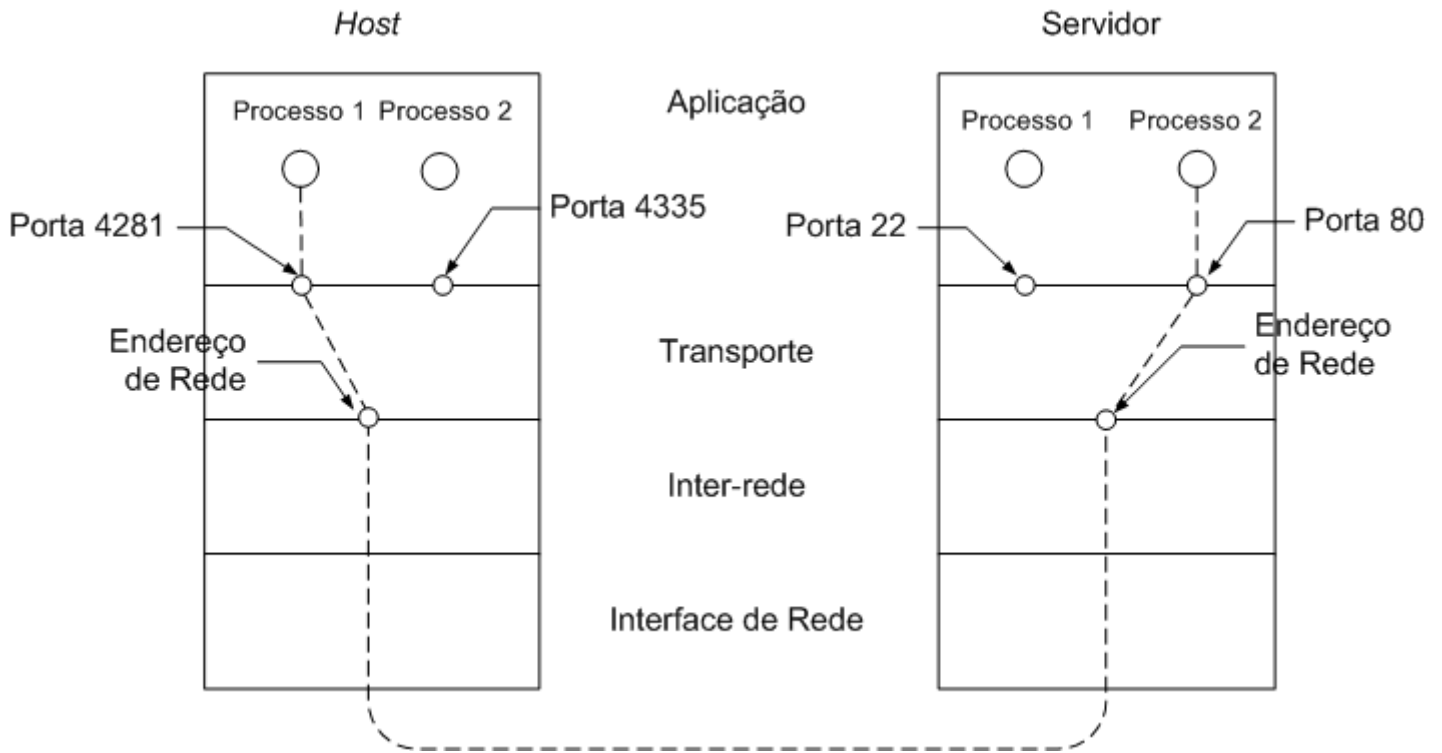 Host
Servidor
Aplicação
Processo 1 Processo 2
Processo 1 Processo 2
Porta 4281
Porta 4335
Porta 22
Porta 80
Endereço
de Rede
Transporte
Endereço
de Rede
Inter-rede
Interface de Rede